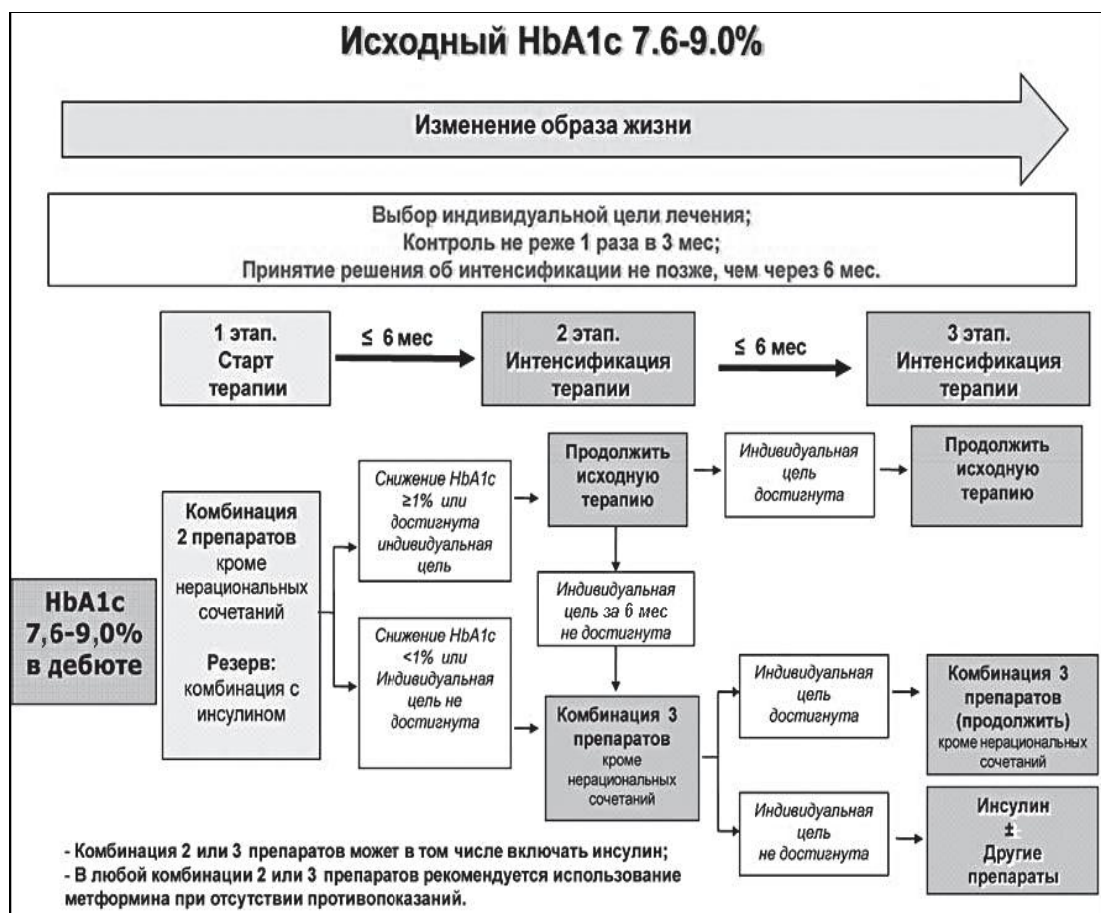 Исходный HbA1c 7.6-9.0%
Изменение образа жизни
Выбор индивидуальной цели лечения;
Контроль не реже 1 раза в 3 мес;
Принятие решения об интенсификации не позже, чем через 6 мес.
1 этап.
Старт
терапии
≤ 6 мес
2 этап.
Интенсификация
терапии
≤ 6 мес
3 этап.
Интенсификация
терапии
HbA1c
7,6-9,0%
в дебюте
Комбинация
2 препаратов
кроме
нерациональных
сочетаний
Резерв:
комбинация с
инсулином
Снижение HbA1c
≥1% или
достигнута
индивидуальная
цель
Продолжить
исходную
терапию
Индивидуальная
цель
достигнута
Продолжить
исходную
терапию
Индивидуальная
цель за 6 мес
не достигнута
Снижение HbA1c
<1% или
Индивидуальная
цель не
достигнута
Комбинация 3
препаратов
кроме
нерациональных
сочетаний
Индивидуальная
цель
достигнута
Комбинация 3
препаратов
(продолжить)
кроме нерациональных
сочетаний
Индивидуальная
цель
не достигнута
Инсулин
±
Другие
препараты
- Комбинация 2 или 3 препаратов может в том числе включать инсулин;
- В любой комбинации 2 или 3 препаратов рекомендуется использование
метформина при отсутствии противопоказаний.